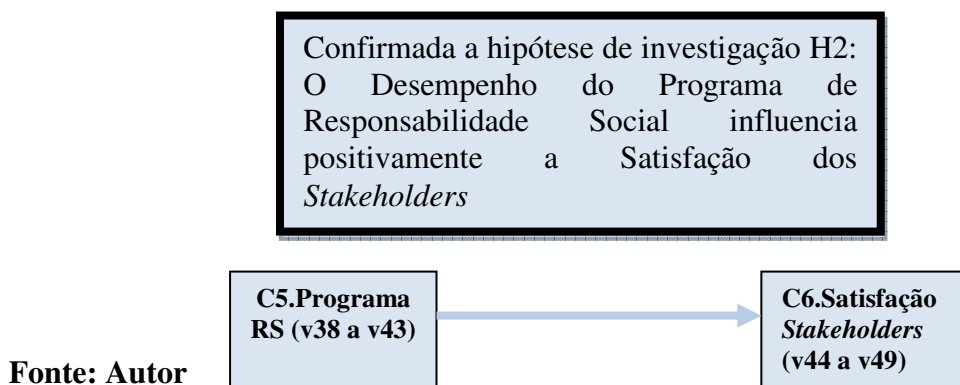 Confirmada a hipótese de investigação H2:
O Desempenho do Programa de
Responsabilidade Social influencia
positivamente a Satisfação dos
Stakeholders
C5.Programa
RS (v38 a v43)
C6.Satisfação
Stakeholders
(v44 a v49)
Fonte: Autor